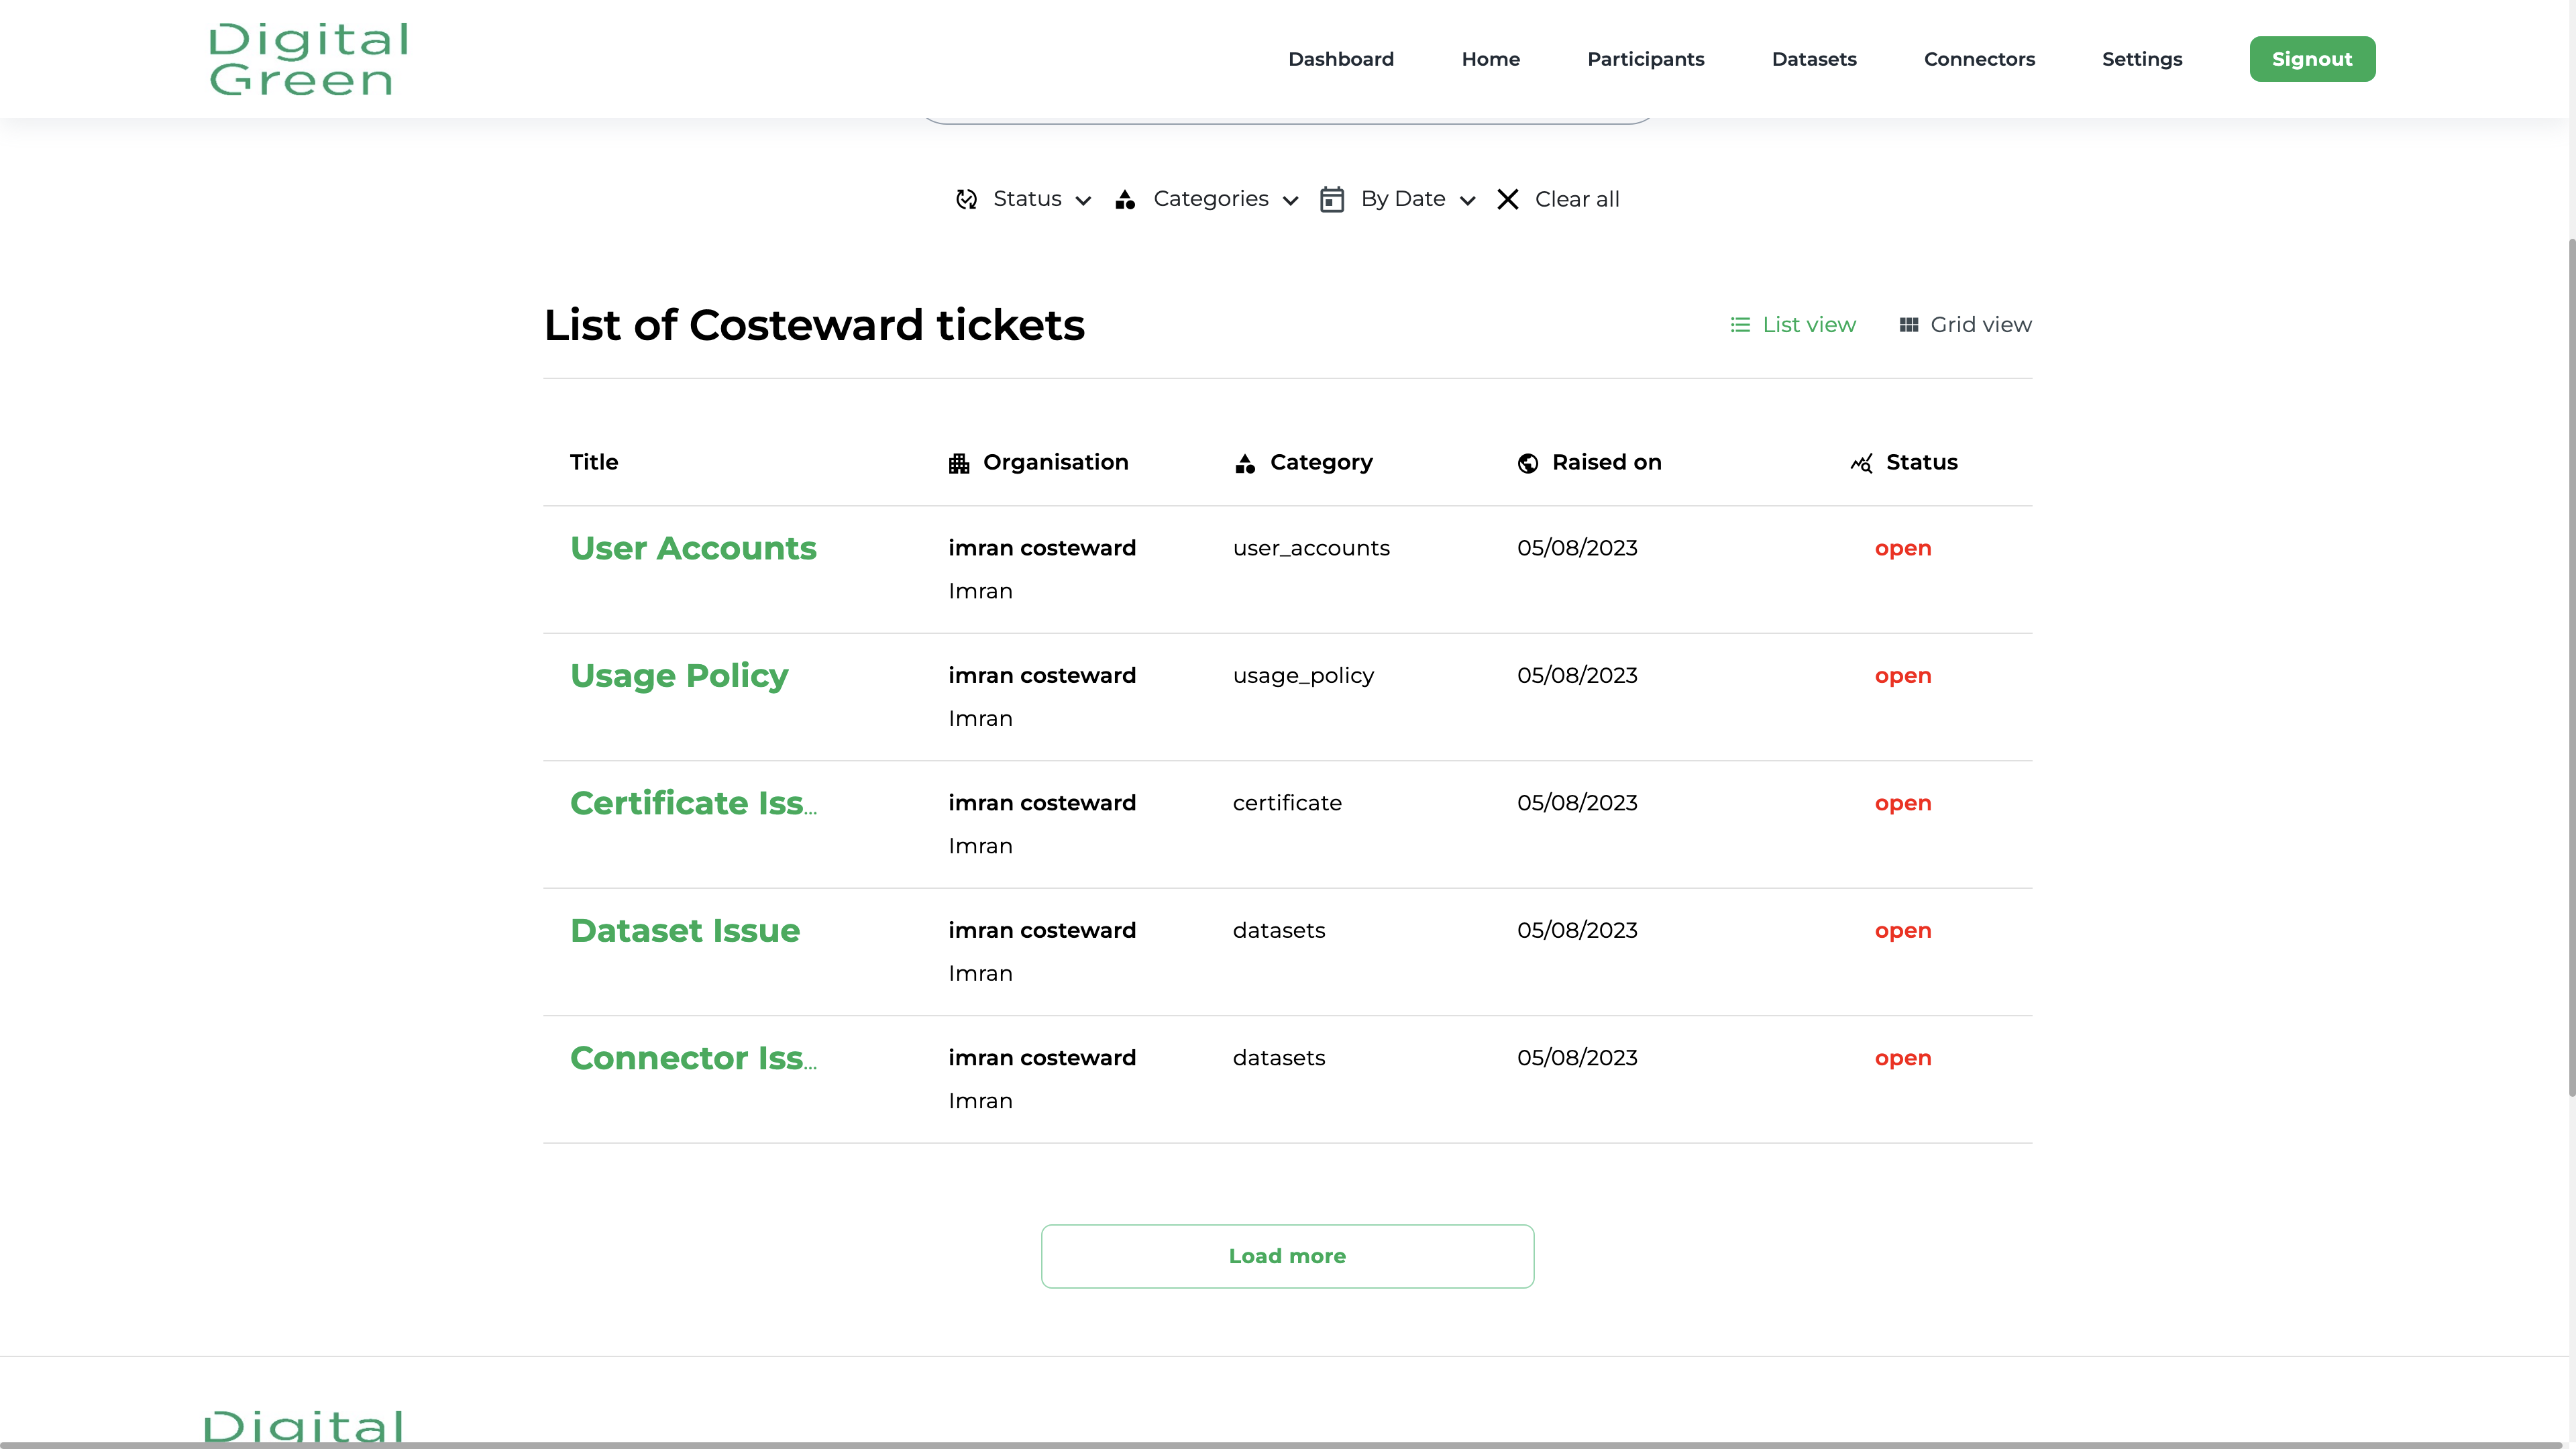 Digital
Green
Dashboard Home Participants Datasets Connectors Settings Signout
Status Categories By Date Clear all
List of Costeward tickets List view Grid view
Title Organisation Category Raised on Status
User Accounts imran costeward user_accounts 05/08/2023 open
Imran
Usage Policy imran costeward usage_policy 05/08/2023 open
Imran
Certificate Iss... imran costeward certificate 05/08/2023 open
Imran
Dataset Issue imran costeward datasets 05/08/2023 open
Imran
Connector Iss... imran costeward datasets 05/08/2023 open
Imran
Load more
Digital